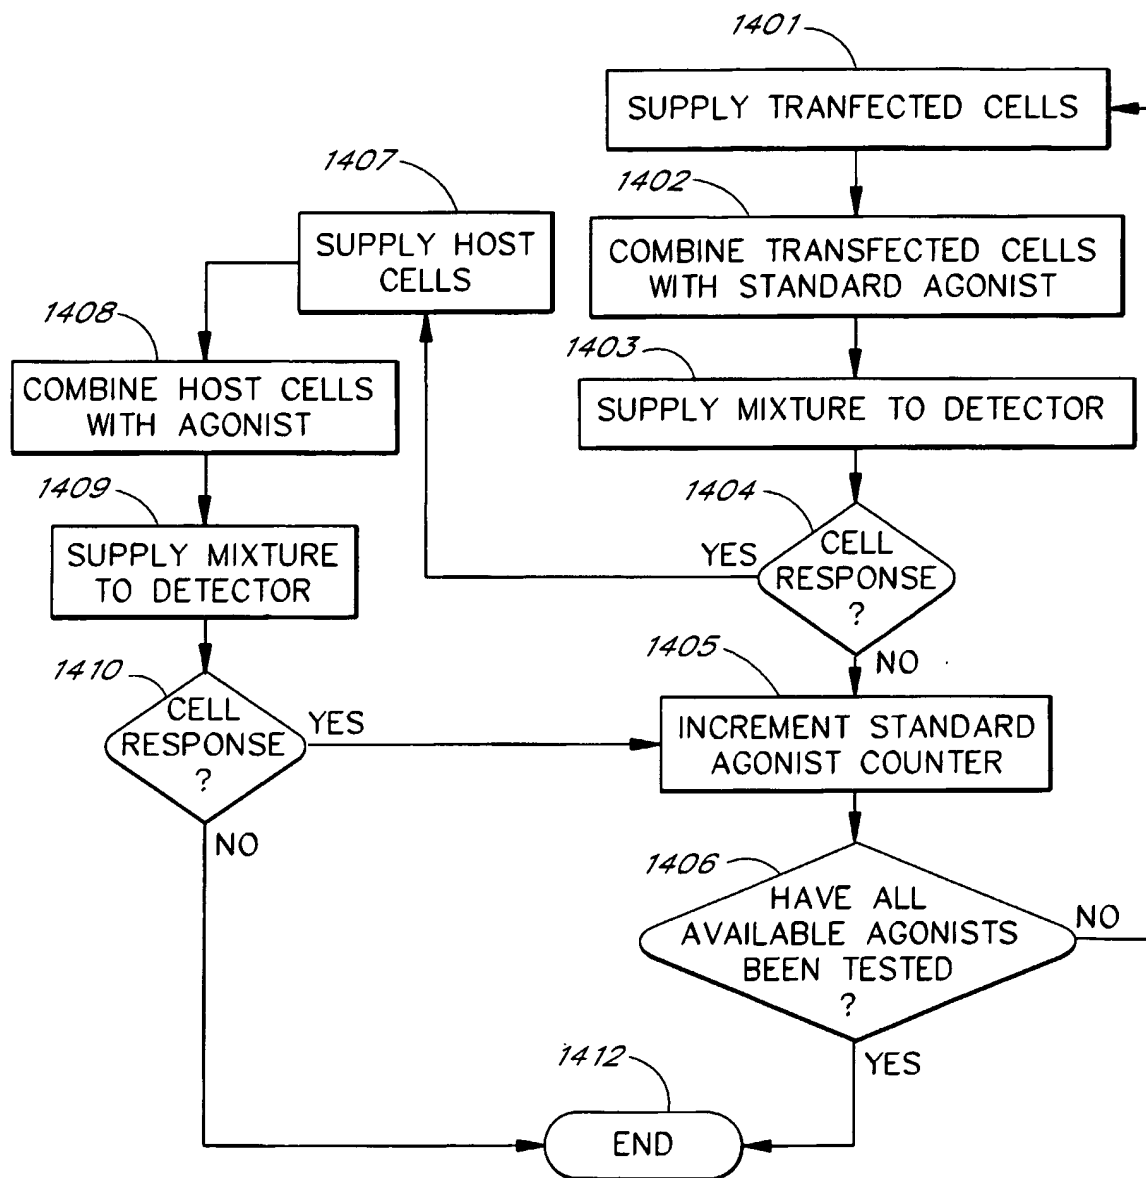 1401
SUPPLY TRANFECTED CELLS
1402
COMBINE TRANSFECTED CELLS
WITH STANDARD AGONIST
1403
SUPPLY MIXTURE TO DETECTOR
1404
CELL
RESPONSE
?
YES
NO
1407
SUPPLY HOST
CELLS
1408
COMBINE HOST CELLS
WITH AGONIST
1409
SUPPLY MIXTURE
TO DETECTOR
1410
CELL
RESPONSE
?
YES
NO
1405
INCREMENT STANDARD
AGONIST COUNTER
1406
HAVE ALL
AVAILABLE AGONISTS
BEEN TESTED
?
NO
YES
1412
END